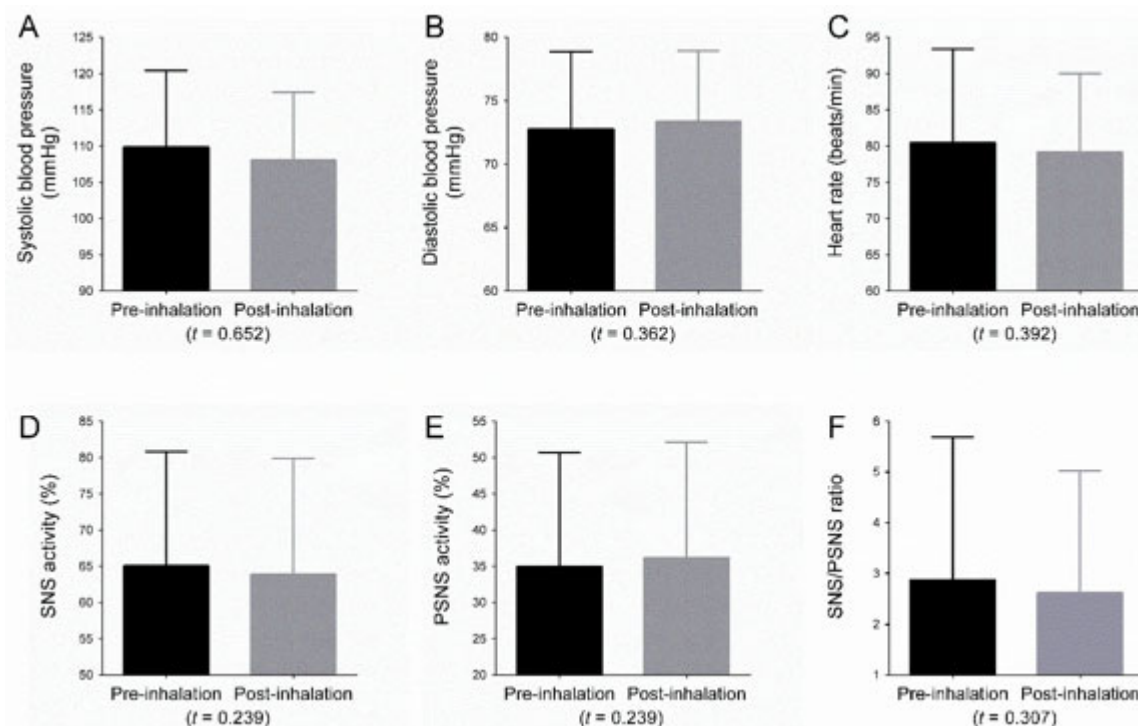 A
Systolic blood pressure
(mmHg)
125
120
115
110
105
100
95
90
Pre-inhalation Post-inhalation
(t = 0.652)
B
Diastolic blood pressure
(mmHg)
80
75
70
65
60
Pre-inhalation Post-inhalation
(t = 0.362)
C
Heart rate (beats/min)
95
90
85
80
75
70
65
60
Pre-inhalation Post-inhalation
(t = 0.392)
D
SNS activity (%)
85
80
75
70
65
60
55
50
Pre-inhalation Post-inhalation
(t = 0.239)
E
PSNS activity (%)
55
50
45
40
35
30
25
20
Pre-inhalation Post-inhalation
(t = 0.239)
F
SNS/PSNS ratio
6
5
4
3
2
1
Pre-inhalation Post-inhalation
(t = 0.307)